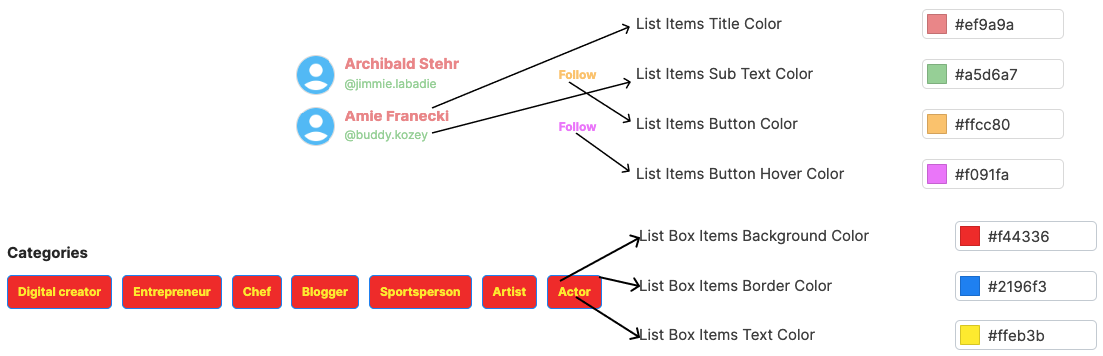 List Items Title Color
#ef9a9a
Archibald Stehr
@jimmie.labadie
Follow
List Items Sub Text Color
#a5d6a7
Amie Franecki
@buddy.kozey
Follow
List Items Button Color
#ffcc80
List Items Button Hover Color
#f091fa
Categories
List Box Items Background Color
#f44336
Digital creator
Entrepreneur
Chef
Blogger
Sportsperson
Artist
Actor
List Box Items Border Color
#2196f3
List Box Items Text Color
#ffeb3b